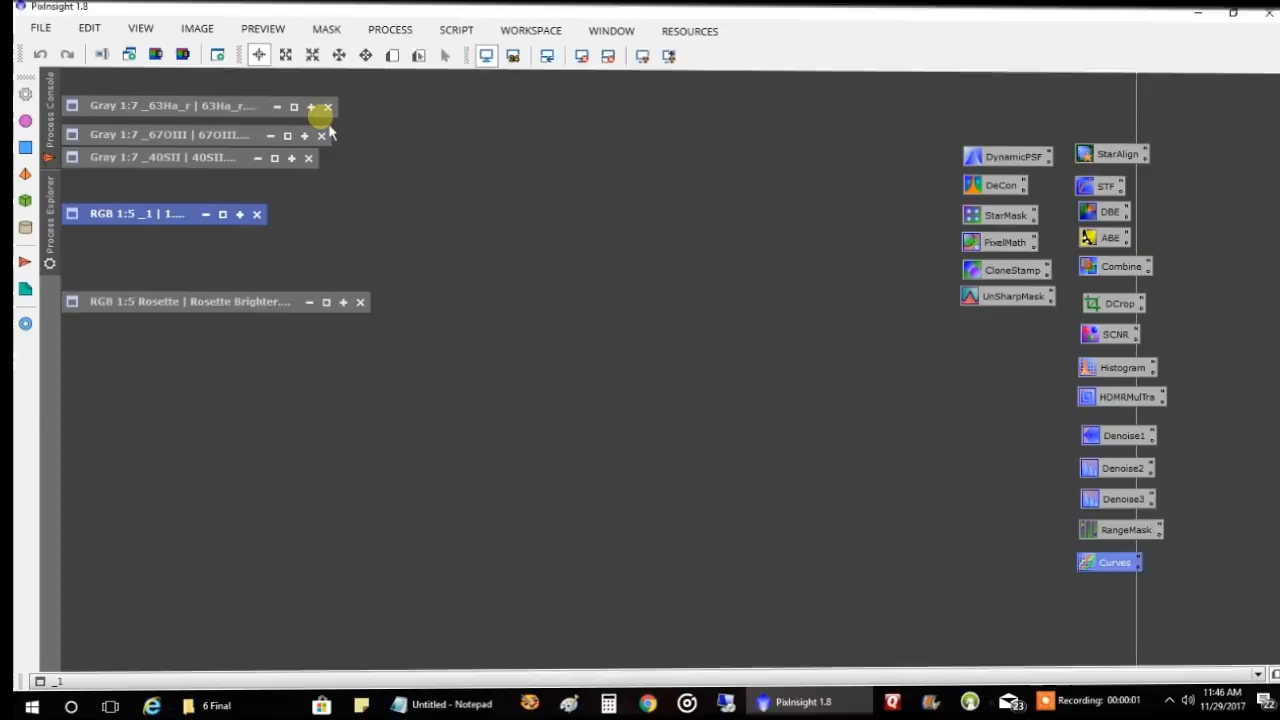 PixInsight 1.8
FILE EDIT VIEW IMAGE PREVIEW MASK PROCESS SCRIPT WORKSPACE WINDOW RESOURCES
Process Console
Process Explorer
Gray 1:7 _63Ha_r | 63Ha_r....
Gray 1:7 _67OIII | 67OIII....
Gray 1:7 _40SII | 40SII....
RGB 1:5 _1 | 1....
RGB 1:5 Rosette | Rosette Brighter....
DynamicPSF
DeCon
StarMask
PixelMath
CloneStamp
UnSharpMask
StarAlign
STF
DBE
ABE
Combine
DCrop
SCNR
Histogram
HDMRMulTra
Denoise1
Denoise2
Denoise3
RangeMask
Curves
_1
6 Final
Untitled - Notepad
PixInsight 1.8
23
Recording: 00:00:01
11:46 AM
11/29/2017
22